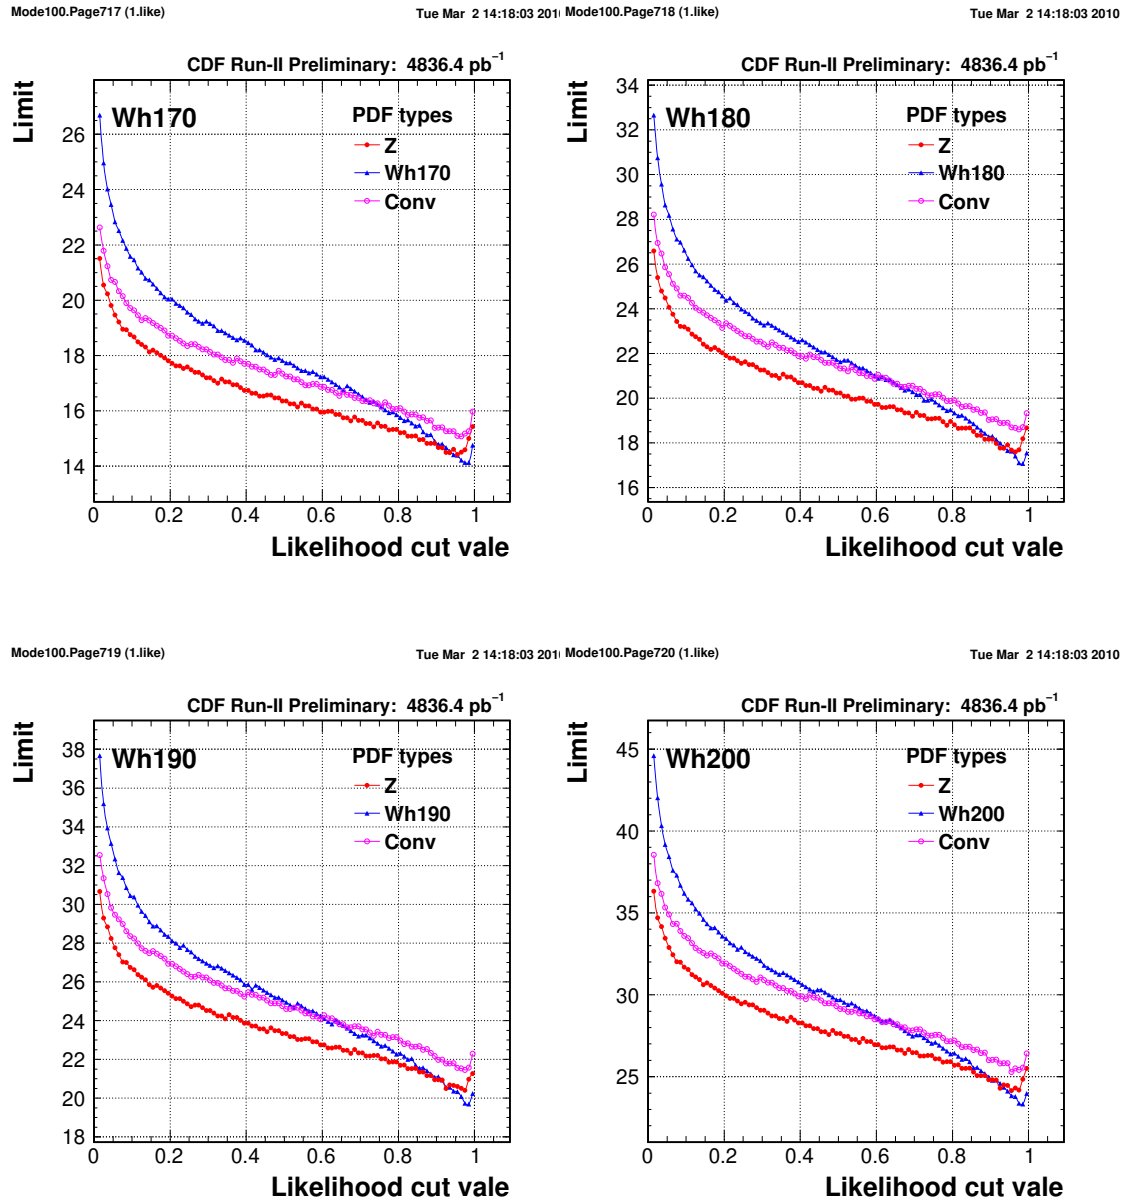 Mode100.Page717 (1.like)
Tue Mar 2 14:18:03 201
CDF Run-II Preliminary: 4836.4 pb⁻¹
Limit
Wh170
PDF types
Z
Wh170
Conv
26
24
22
20
18
16
14
0 0.2 0.4 0.6 0.8 1
Likelihood cut vale
Mode100.Page718 (1.like)
Tue Mar 2 14:18:03 2010
CDF Run-II Preliminary: 4836.4 pb⁻¹
Limit
Wh180
PDF types
Z
Wh180
Conv
34
32
30
28
26
24
22
20
18
16
0 0.2 0.4 0.6 0.8 1
Likelihood cut vale
Mode100.Page719 (1.like)
Tue Mar 2 14:18:03 201
CDF Run-II Preliminary: 4836.4 pb⁻¹
Limit
Wh190
PDF types
Z
Wh190
Conv
38
36
34
32
30
28
26
24
22
20
18
0 0.2 0.4 0.6 0.8 1
Likelihood cut vale
Mode100.Page720 (1.like)
Tue Mar 2 14:18:03 2010
CDF Run-II Preliminary: 4836.4 pb⁻¹
Limit
Wh200
PDF types
Z
Wh200
Conv
45
40
35
30
25
0 0.2 0.4 0.6 0.8 1
Likelihood cut vale